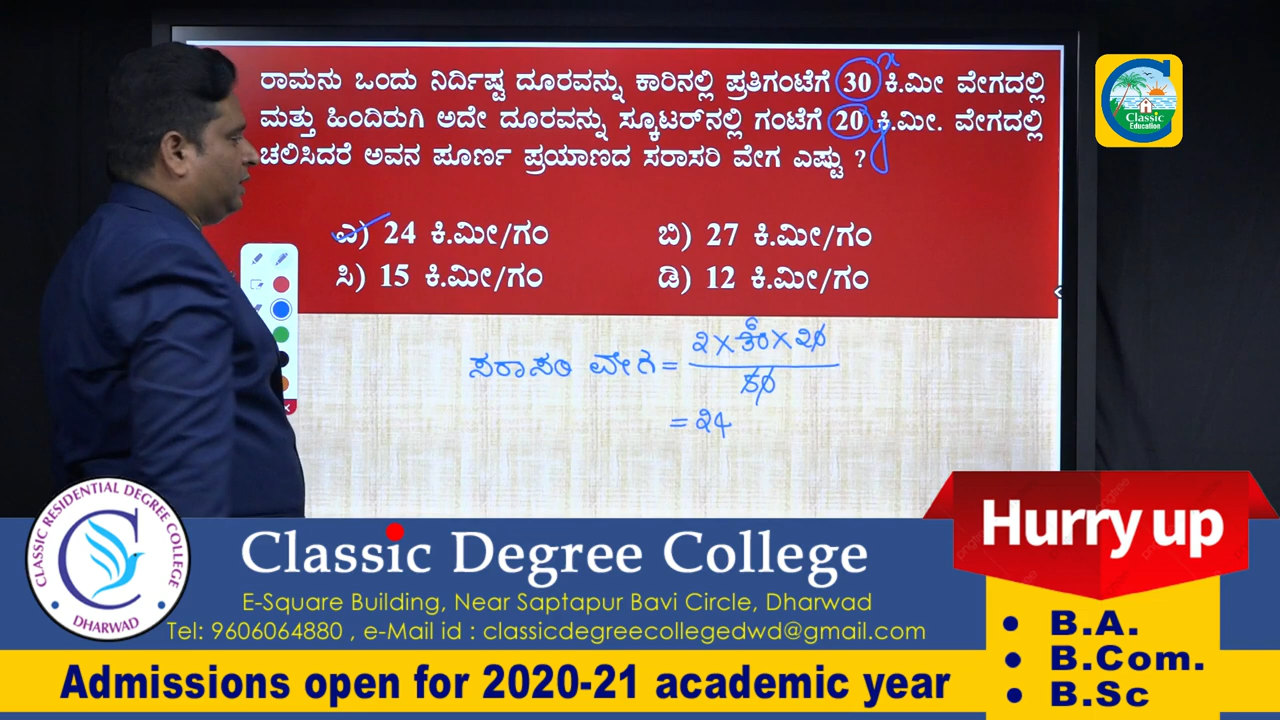 ರಾಮನು ಒಂದು ನಿರ್ದಿಷ್ಟ ದೂರವನ್ನು ಕಾರಿನಲ್ಲಿ ಪ್ರತಿಗಂಟೆಗೆ 30 ಕಿ.ಮೀ ವೇಗದಲ್ಲಿ x
ಮತ್ತು ಹಿಂದಿರುಗಿ ಅದೇ ದೂರವನ್ನು ಸ್ಕೂಟರ್‌ನಲ್ಲಿ ಗಂಟೆಗೆ 20 ಕಿ.ಮೀ. ವೇಗದಲ್ಲಿ y
ಚಲಿಸಿದರೆ ಅವನ ಪೂರ್ಣ ಪ್ರಯಾಣದ ಸರಾಸರಿ ವೇಗ ಎಷ್ಟು ?
ಎ) 24 ಕಿ.ಮೀ/ಗಂ ಬಿ) 27 ಕಿ.ಮೀ/ಗಂ
ಸಿ) 15 ಕಿ.ಮೀ/ಗಂ ಡಿ) 12 ಕಿ.ಮೀ/ಗಂ
ಸರಾಸರಿ ವೇಗ = ೨×೩೦×೨೦
೫೦
= ೨೪
Classic
Education
CLASSIC RESIDENTIAL DEGREE COLLEGE
DHARWAD
Classic Degree College
E-Square Building, Near Saptapur Bavi Circle, Dharwad
Tel: 9606064880 , e-Mail id : classicdegreecollegedwd@gmail.com
Admissions open for 2020-21 academic year
Hurry up
• B.A.
• B.Com.
• B.Sc